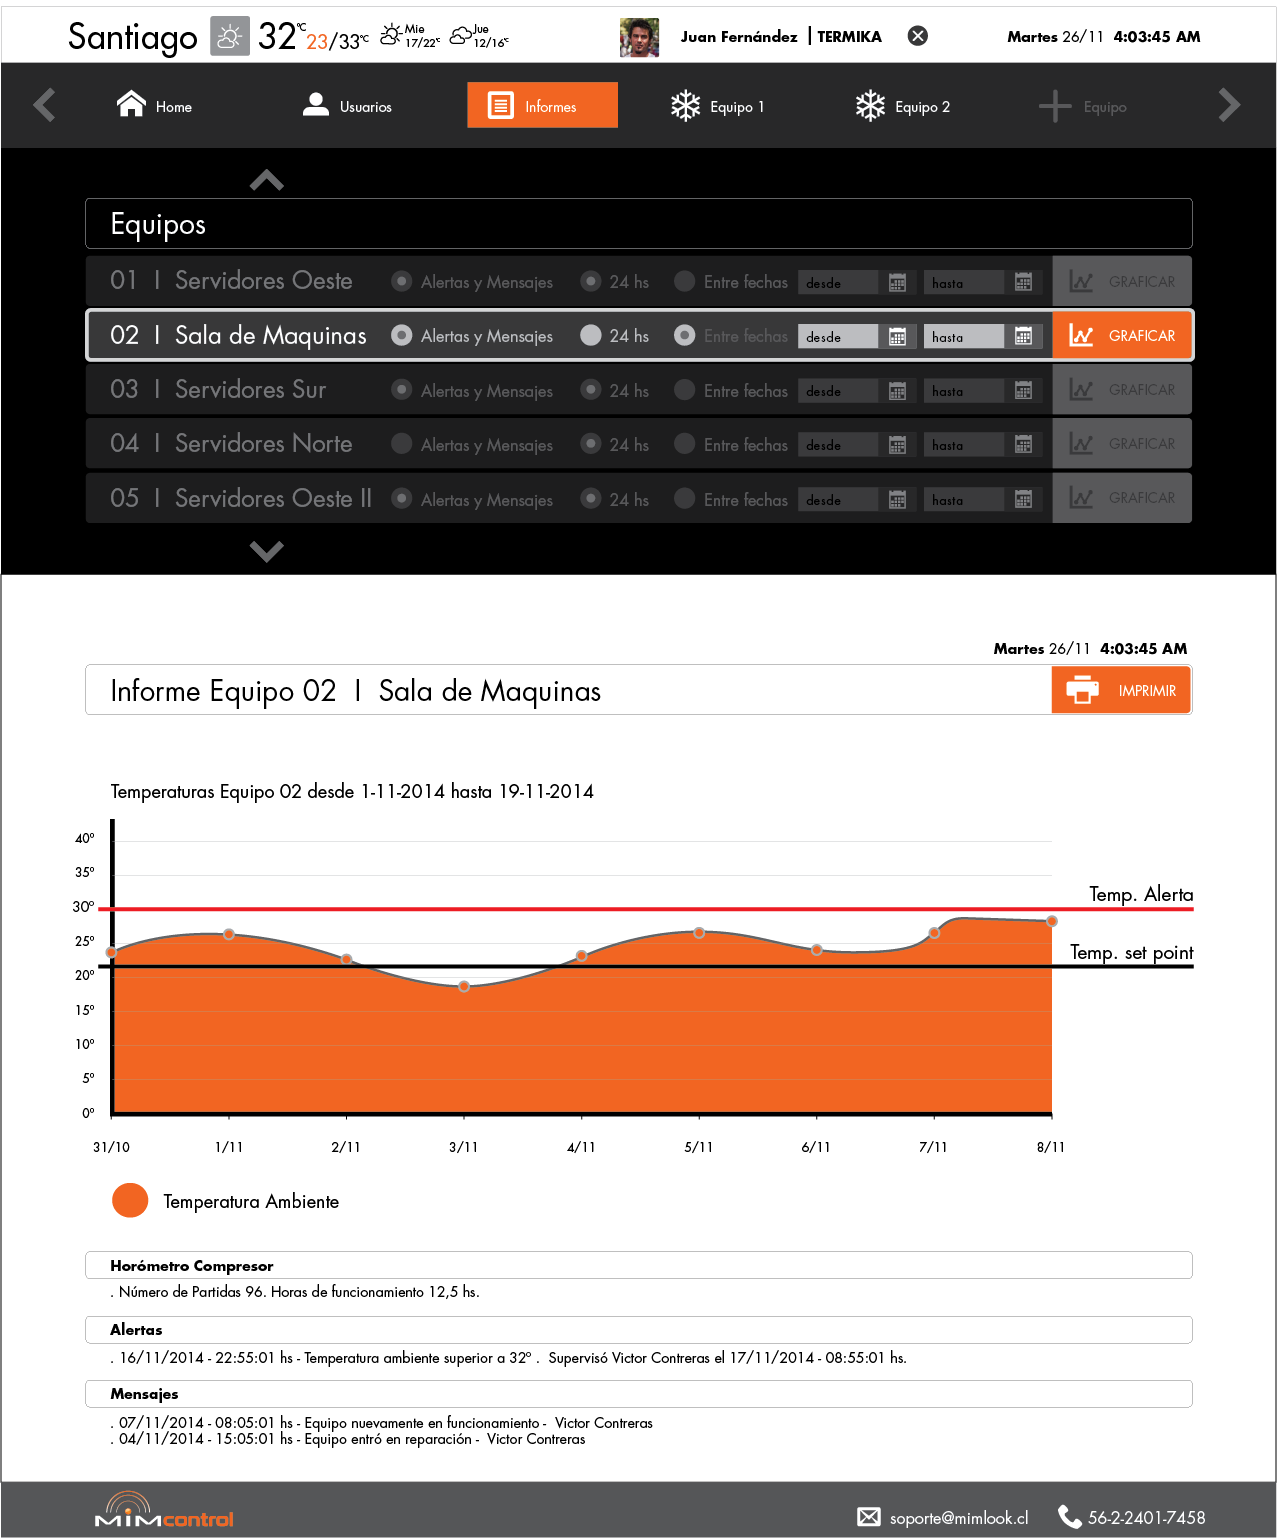 Santiago 32°C 23/33°C Mie 17/22°C Jue 12/16°C Juan Fernández | TERMIKA Martes 26/11 4:03:45 AM
Home Usuarios Informes Equipo 1 Equipo 2 Equipo
Equipos
01 I Servidores Oeste Alertas y Mensajes 24 hs Entre fechas desde hasta GRAFICAR
02 I Sala de Maquinas Alertas y Mensajes 24 hs Entre fechas desde hasta GRAFICAR
03 I Servidores Sur Alertas y Mensajes 24 hs Entre fechas desde hasta GRAFICAR
04 I Servidores Norte Alertas y Mensajes 24 hs Entre fechas desde hasta GRAFICAR
05 I Servidores Oeste II Alertas y Mensajes 24 hs Entre fechas desde hasta GRAFICAR
Martes 26/11 4:03:45 AM
Informe Equipo 02 I Sala de Maquinas IMPRIMIR
Temperaturas Equipo 02 desde 1-11-2014 hasta 19-11-2014
40º
35º
Temp. Alerta
30º
25º
Temp. set point
20º
15º
10º
5º
0º
31/10 1/11 2/11 3/11 4/11 5/11 6/11 7/11 8/11
Temperatura Ambiente
Horómetro Compresor
. Número de Partidas 96. Horas de funcionamiento 12,5 hs.
Alertas
. 16/11/2014 - 22:55:01 hs - Temperatura ambiente superior a 32º . Supervisó Victor Contreras el 17/11/2014 - 08:55:01 hs.
Mensajes
. 07/11/2014 - 08:05:01 hs - Equipo nuevamente en funcionamiento - Victor Contreras
. 04/11/2014 - 15:05:01 hs - Equipo entró en reparación - Victor Contreras
MiMcontrol soporte@mimlook.cl 56-2-2401-7458